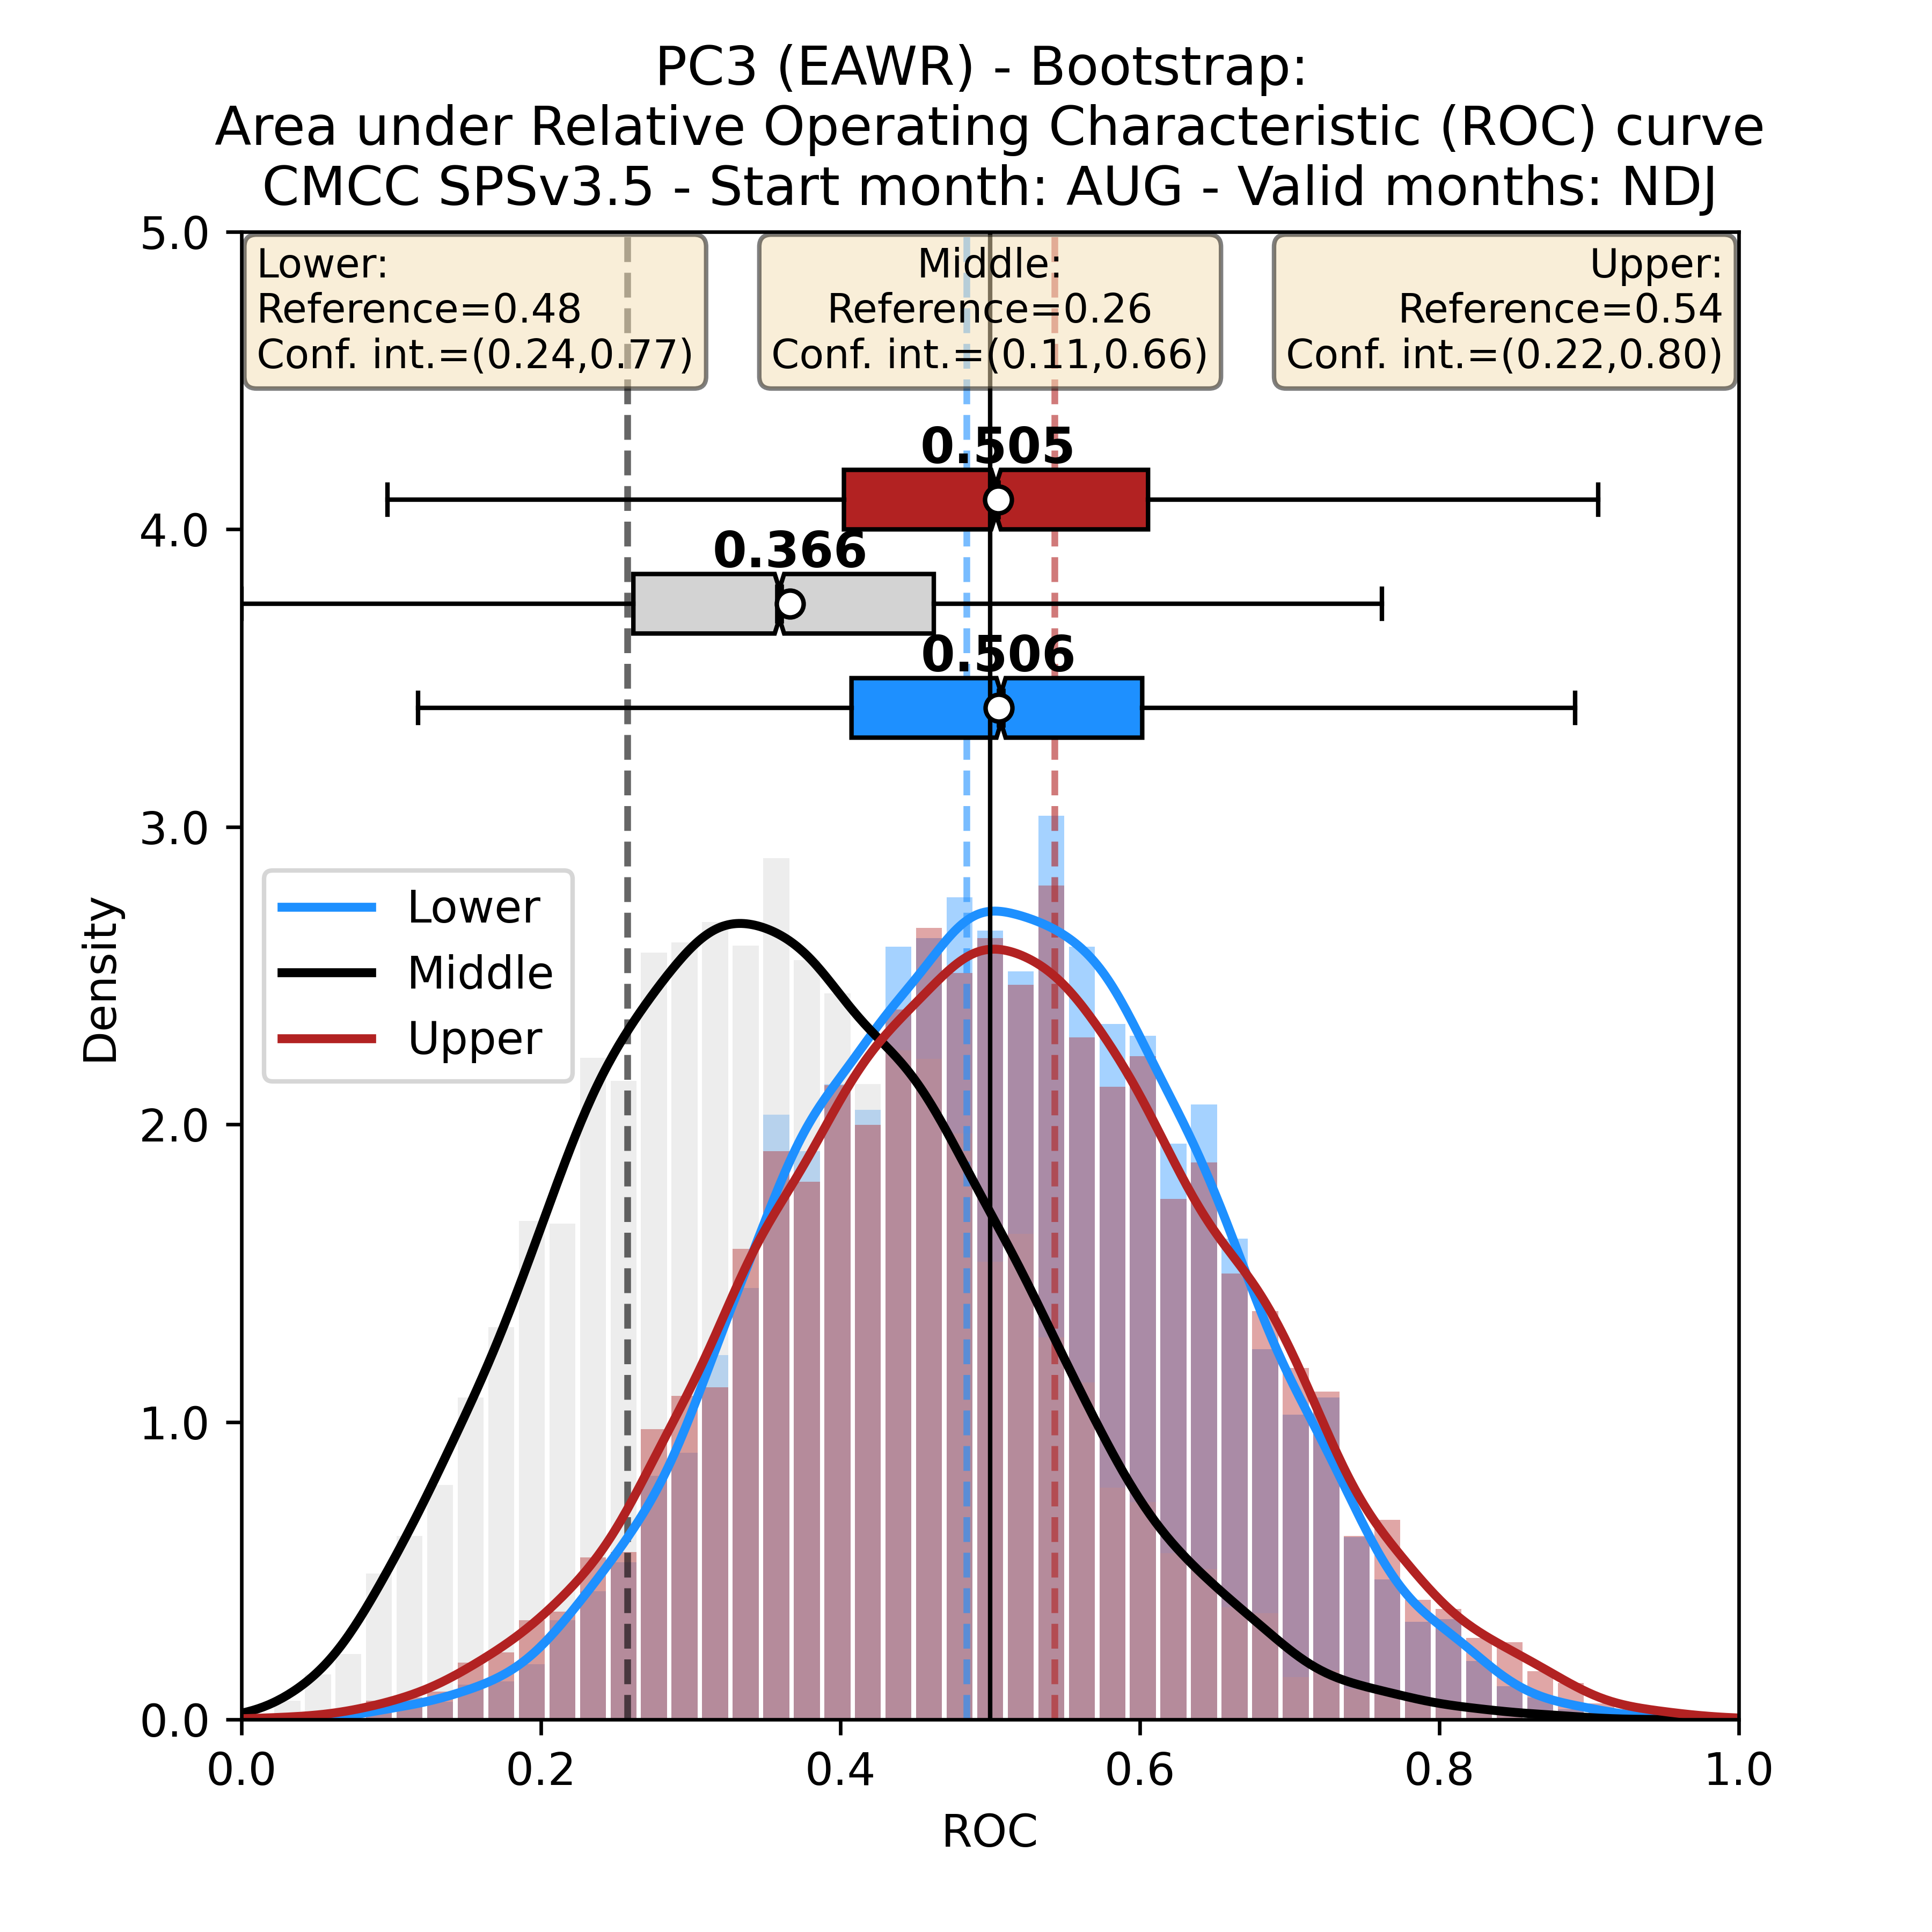 PC3 (EAWR) - Bootstrap:
Area under Relative Operating Characteristic (ROC) curve
CMCC SPSv3.5 - Start month: AUG - Valid months: NDJ
5.0
Lower:
Reference=0.48
Conf. int.=(0.24,0.77)
Middle:
Reference=0.26
Conf. int.=(0.11,0.66)
Upper:
Reference=0.54
Conf. int.=(0.22,0.80)
0.505
4.0
0.366
0.506
3.0
Lower
Middle
Upper
Density
2.0
1.0
0.0
0.0 0.2 0.4 0.6 0.8 1.0
ROC